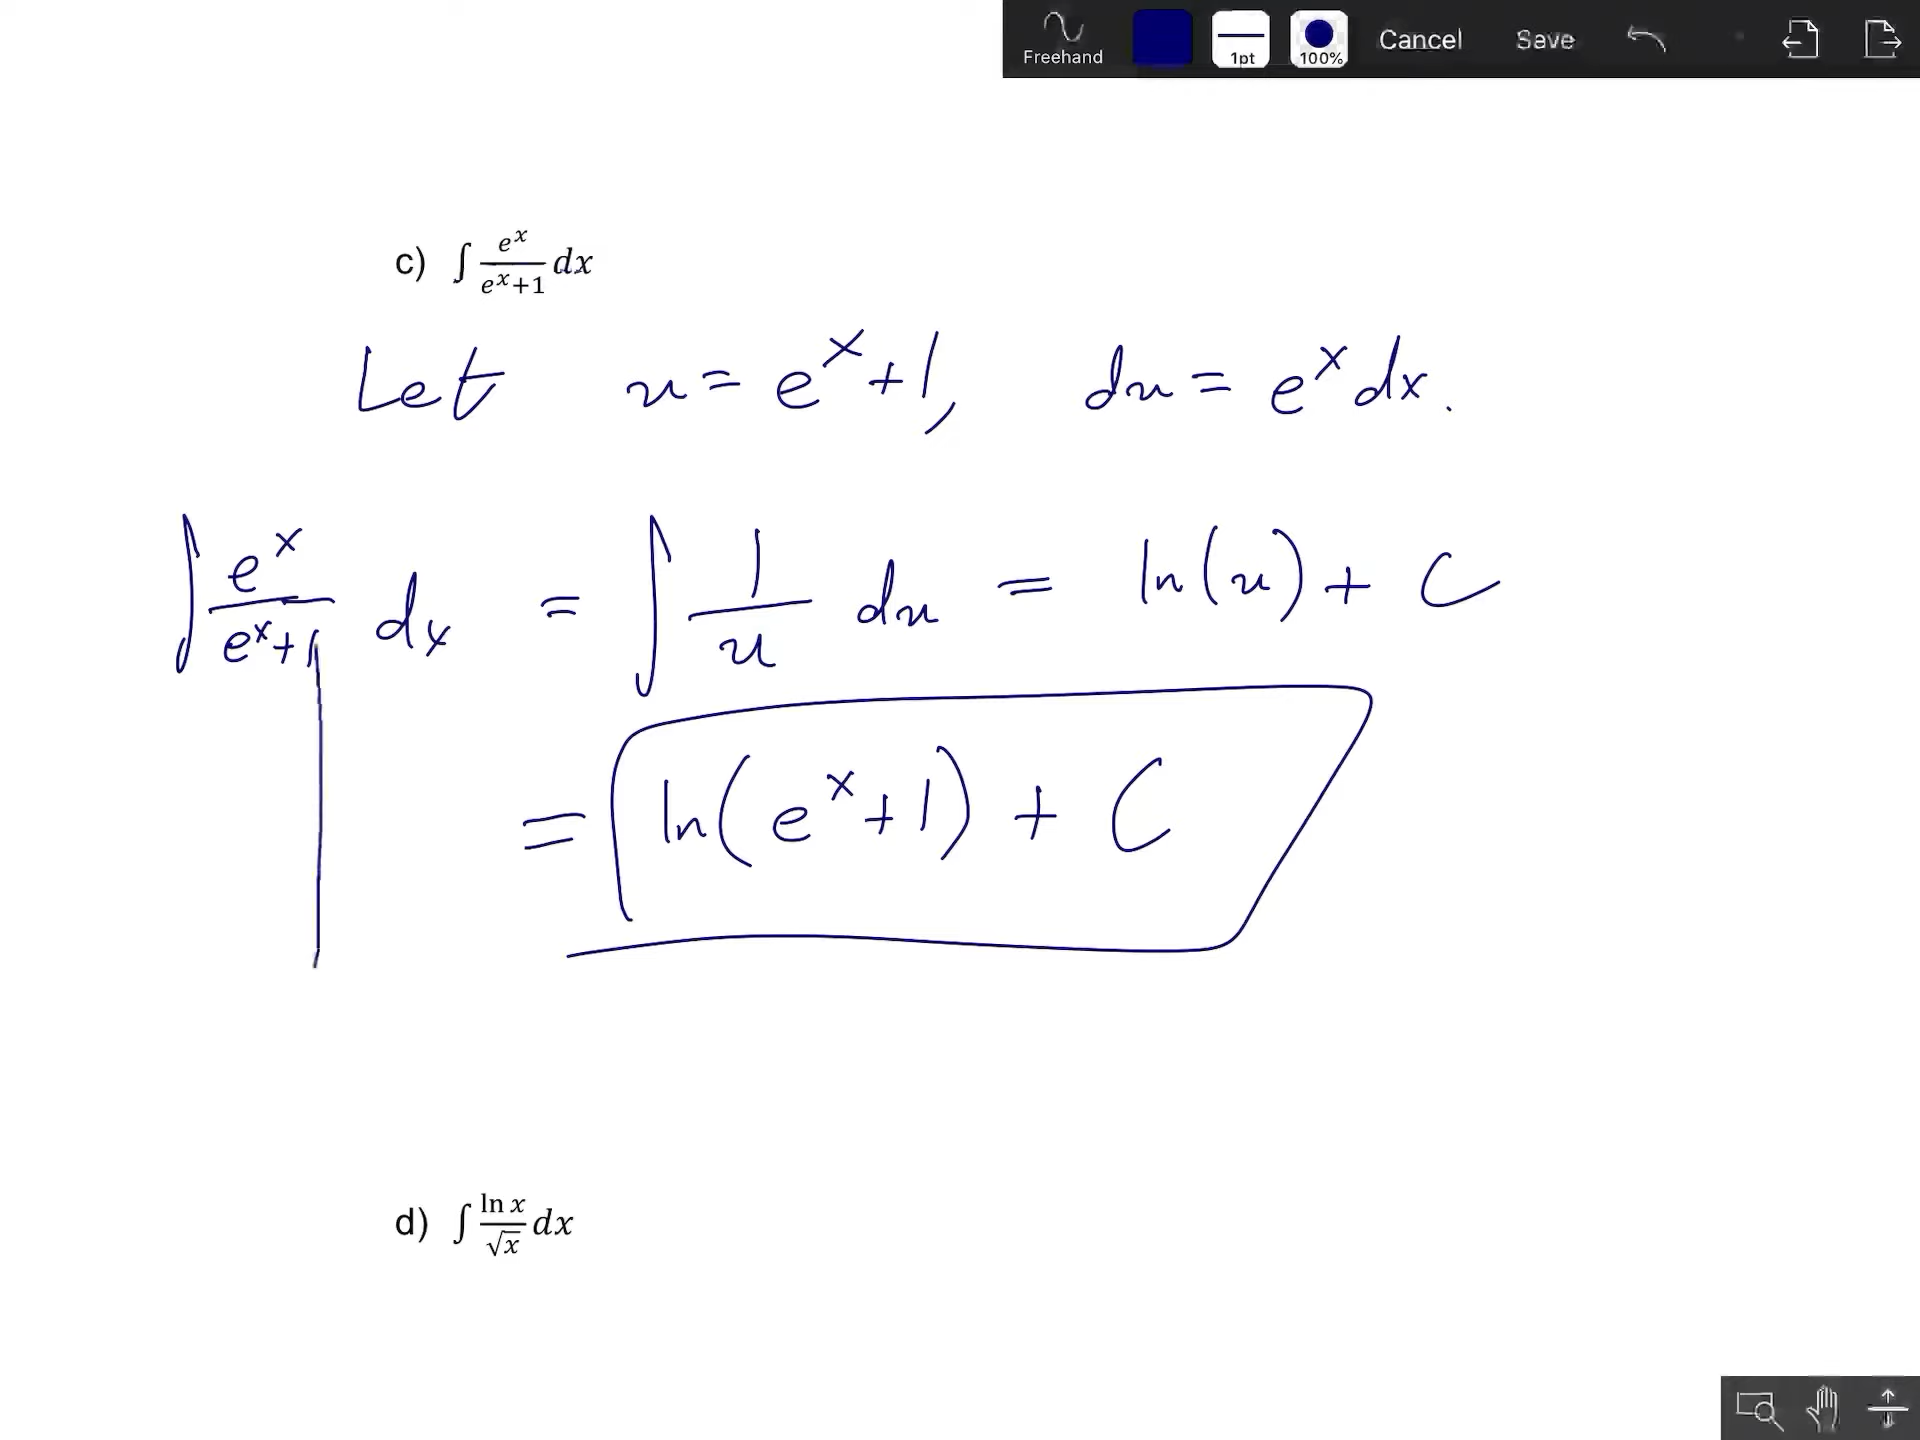 Freehand 1pt 100% Cancel Save
c) ∫ e^x/(e^x+1) dx
Let u = e^x+1, du = e^x dx.
∫ e^x/(e^x+1) dx = ∫ 1/u du = ln(u) + C
= ln(e^x+1) + C
d) ∫ ln x/√x dx